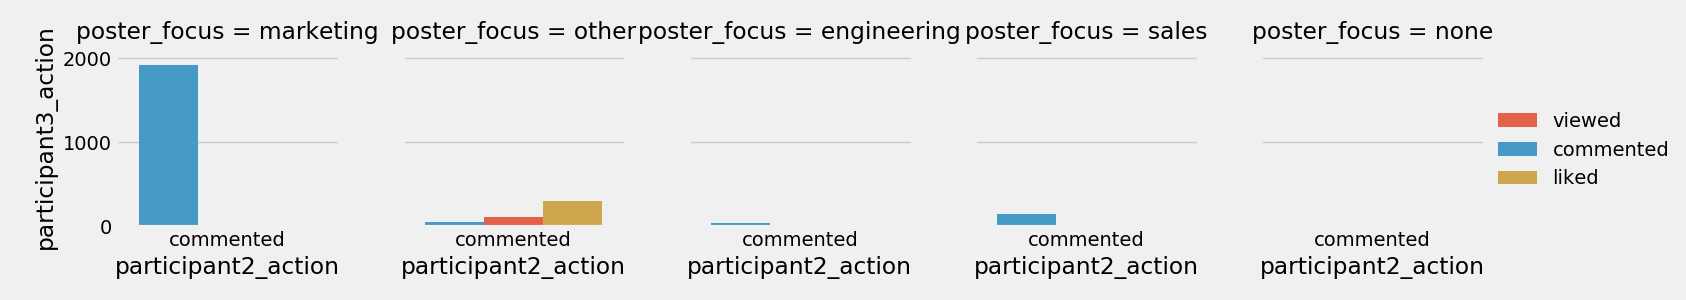 poster_focus = marketing
poster_focus = other
poster_focus = engineering
poster_focus = sales
poster_focus = none
participant3_action
2000
1000
0
commented
commented
commented
commented
commented
participant2_action
participant2_action
participant2_action
participant2_action
participant2_action
viewed
commented
liked